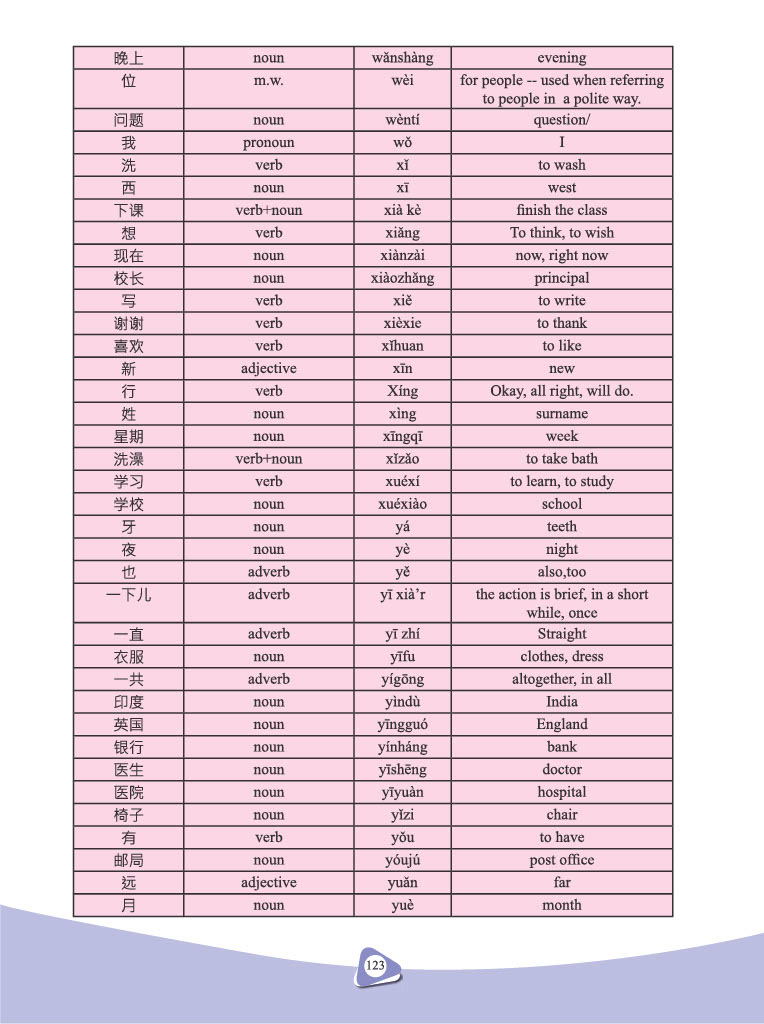 晚上 noun wǎnshàng evening
位 m.w. wèi for people -- used when referring
to people in a polite way.
问题 noun wèntí question/
我 pronoun wǒ I
洗 verb xǐ to wash
西 noun xī west
下课 verb+noun xià kè finish the class
想 verb xiǎng To think, to wish
现在 noun xiànzài now, right now
校长 noun xiàozhǎng principal
写 verb xiě to write
谢谢 verb xièxie to thank
喜欢 verb xǐhuan to like
新 adjective xīn new
行 verb Xíng Okay, all right, will do.
姓 noun xìng surname
星期 noun xīngqī week
洗澡 verb+noun xǐzǎo to take bath
学习 verb xuéxí to learn, to study
学校 noun xuéxiào school
牙 noun yá teeth
夜 noun yè night
也 adverb yě also,too
一下儿 adverb yī xià’r the action is brief, in a short
while, once
一直 adverb yī zhí Straight
衣服 noun yīfu clothes, dress
一共 adverb yígōng altogether, in all
印度 noun yìndù India
英国 noun yīngguó England
银行 noun yínháng bank
医生 noun yīshēng doctor
医院 noun yīyuàn hospital
椅子 noun yǐzi chair
有 verb yǒu to have
邮局 noun yóujú post office
远 adjective yuǎn far
月 noun yuè month
123